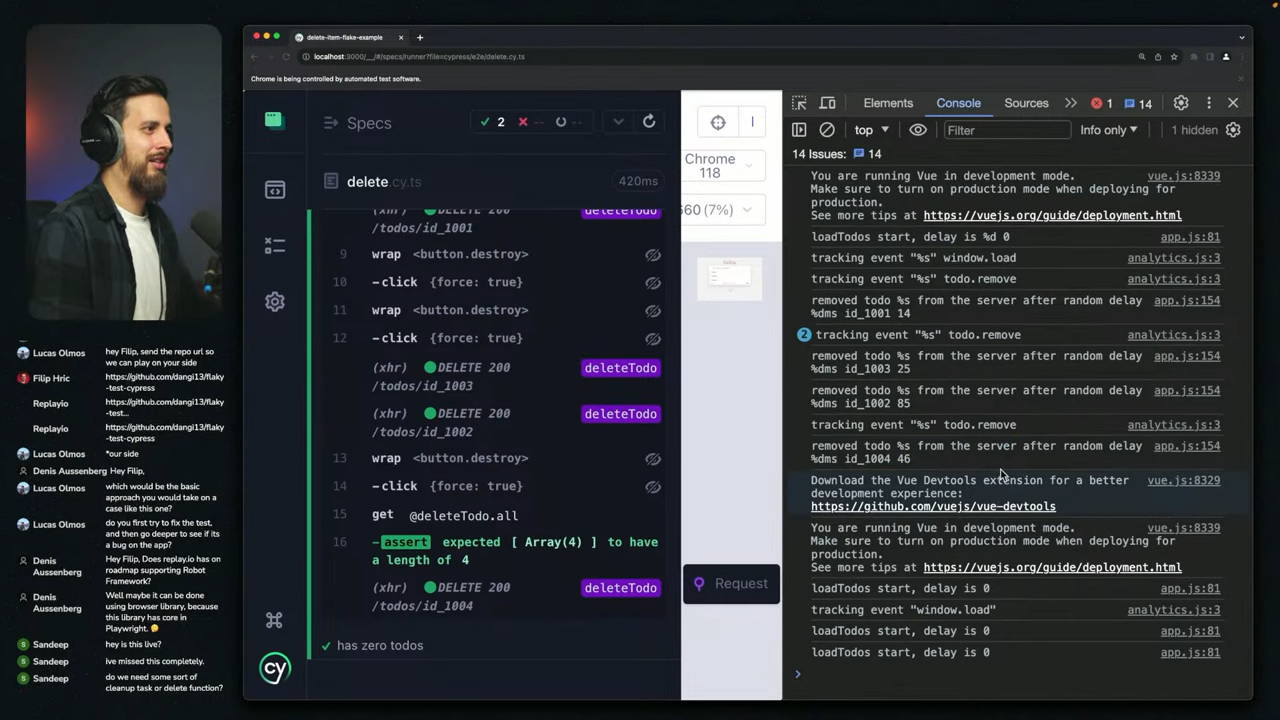 delete-item-flake-example
localhost:3000/__/#/specs/runner?file=cypress/e2e/delete.cy.ts
Chrome is being controlled by automated test software.
Specs
2
--
--
delete.cy.ts
420ms
(xhr) DELETE 200
/todos/id_1001
deleteTodo
9 wrap <button.destroy>
10 -click {force: true}
11 wrap <button.destroy>
12 -click {force: true}
(xhr) DELETE 200
/todos/id_1003
deleteTodo
(xhr) DELETE 200
/todos/id_1002
deleteTodo
13 wrap <button.destroy>
14 -click {force: true}
15 get @deleteTodo.all
16 -assert expected [ Array(4) ] to have
a length of 4
(xhr) DELETE 200
/todos/id_1004
deleteTodo
has zero todos
cy
Chrome
118
660 (7%)
Request
Elements
Console
Sources
1
14
top
Filter
Info only
1 hidden
14 Issues: 14
You are running Vue in development mode. vue.js:8339
Make sure to turn on production mode when deploying for
production.
See more tips at https://vuejs.org/guide/deployment.html
loadTodos start, delay is %d 0 app.js:81
tracking event "%s" window.load analytics.js:3
tracking event "%s" todo.remove analytics.js:3
removed todo %s from the server after random delay app.js:154
%dms id_1001 14
2 tracking event "%s" todo.remove analytics.js:3
removed todo %s from the server after random delay app.js:154
%dms id_1003 25
removed todo %s from the server after random delay app.js:154
%dms id_1002 85
tracking event "%s" todo.remove analytics.js:3
removed todo %s from the server after random delay app.js:154
%dms id_1004 46
Download the Vue Devtools extension for a better vue.js:8329
development experience:
https://github.com/vuejs/vue-devtools
You are running Vue in development mode. vue.js:8339
Make sure to turn on production mode when deploying for
production.
See more tips at https://vuejs.org/guide/deployment.html
loadTodos start, delay is 0 app.js:81
tracking event "window.load" analytics.js:3
loadTodos start, delay is 0 app.js:81
loadTodos start, delay is 0 app.js:81
Lucas Olmos hey Filip, send the repo url so
we can play on your side
Filip Hric https://github.com/dangi13/flaky
-test-cypress
Replayio https://github.com/dangi13/flaky
-test...
Replayio https://github.com/dangi13/flaky
-test-cypress
Lucas Olmos *our side
Denis Aussenberg Hey Filip,
Lucas Olmos which would be the basic
approach you would take on a
case like this one?
Lucas Olmos do you first try to fix the test,
and then go deeper to see if its
a bug on the app?
Denis Aussenberg Hey Filip, Does replay.io has on
roadmap supporting Robot
Framework?
Denis Aussenberg Well maybe it can be done
using browser library, because
this library has core in
Playwright.
S Sandeep hey is this live?
S Sandeep Ive missed this completely.
S Sandeep do we need some sort of
cleanup task or delete function?